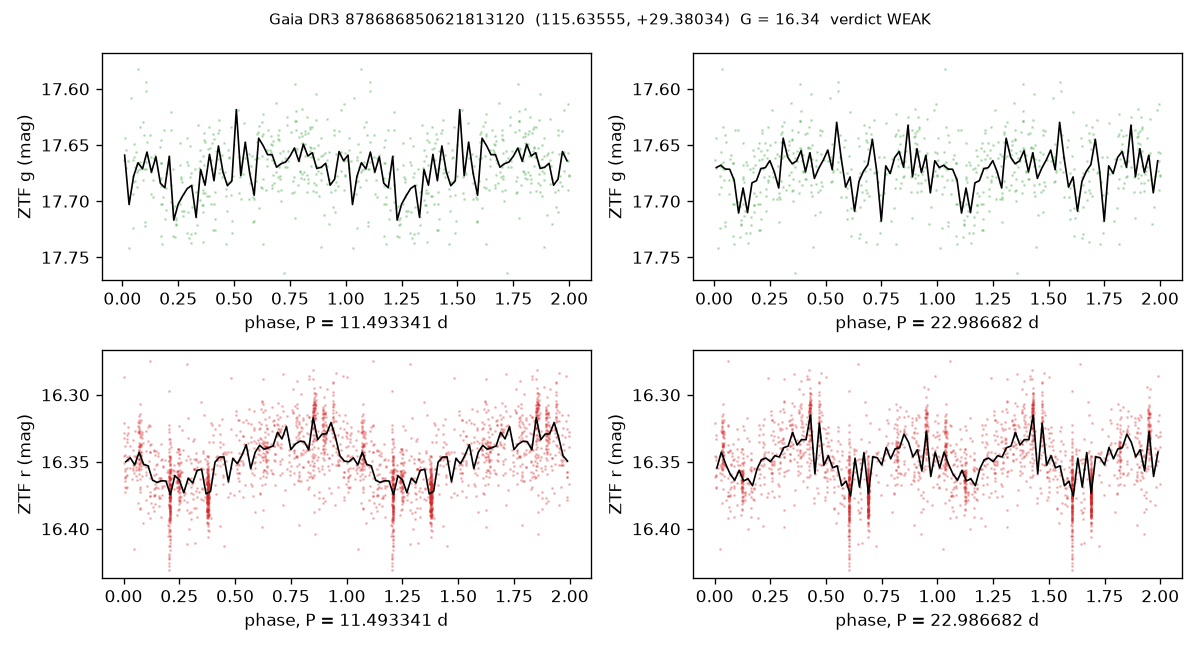 Gaia DR3 878686850621813120 (115.63555, +29.38034) G = 16.34 verdict WEAK
ZTF g (mag)
17.60
17.65
17.70
17.75
0.00 0.25 0.50 0.75 1.00 1.25 1.50 1.75 2.00
phase, P = 11.493341 d
ZTF g (mag)
17.60
17.65
17.70
17.75
0.00 0.25 0.50 0.75 1.00 1.25 1.50 1.75 2.00
phase, P = 22.986682 d
ZTF r (mag)
16.30
16.35
16.40
0.00 0.25 0.50 0.75 1.00 1.25 1.50 1.75 2.00
phase, P = 11.493341 d
ZTF r (mag)
16.30
16.35
16.40
0.00 0.25 0.50 0.75 1.00 1.25 1.50 1.75 2.00
phase, P = 22.986682 d